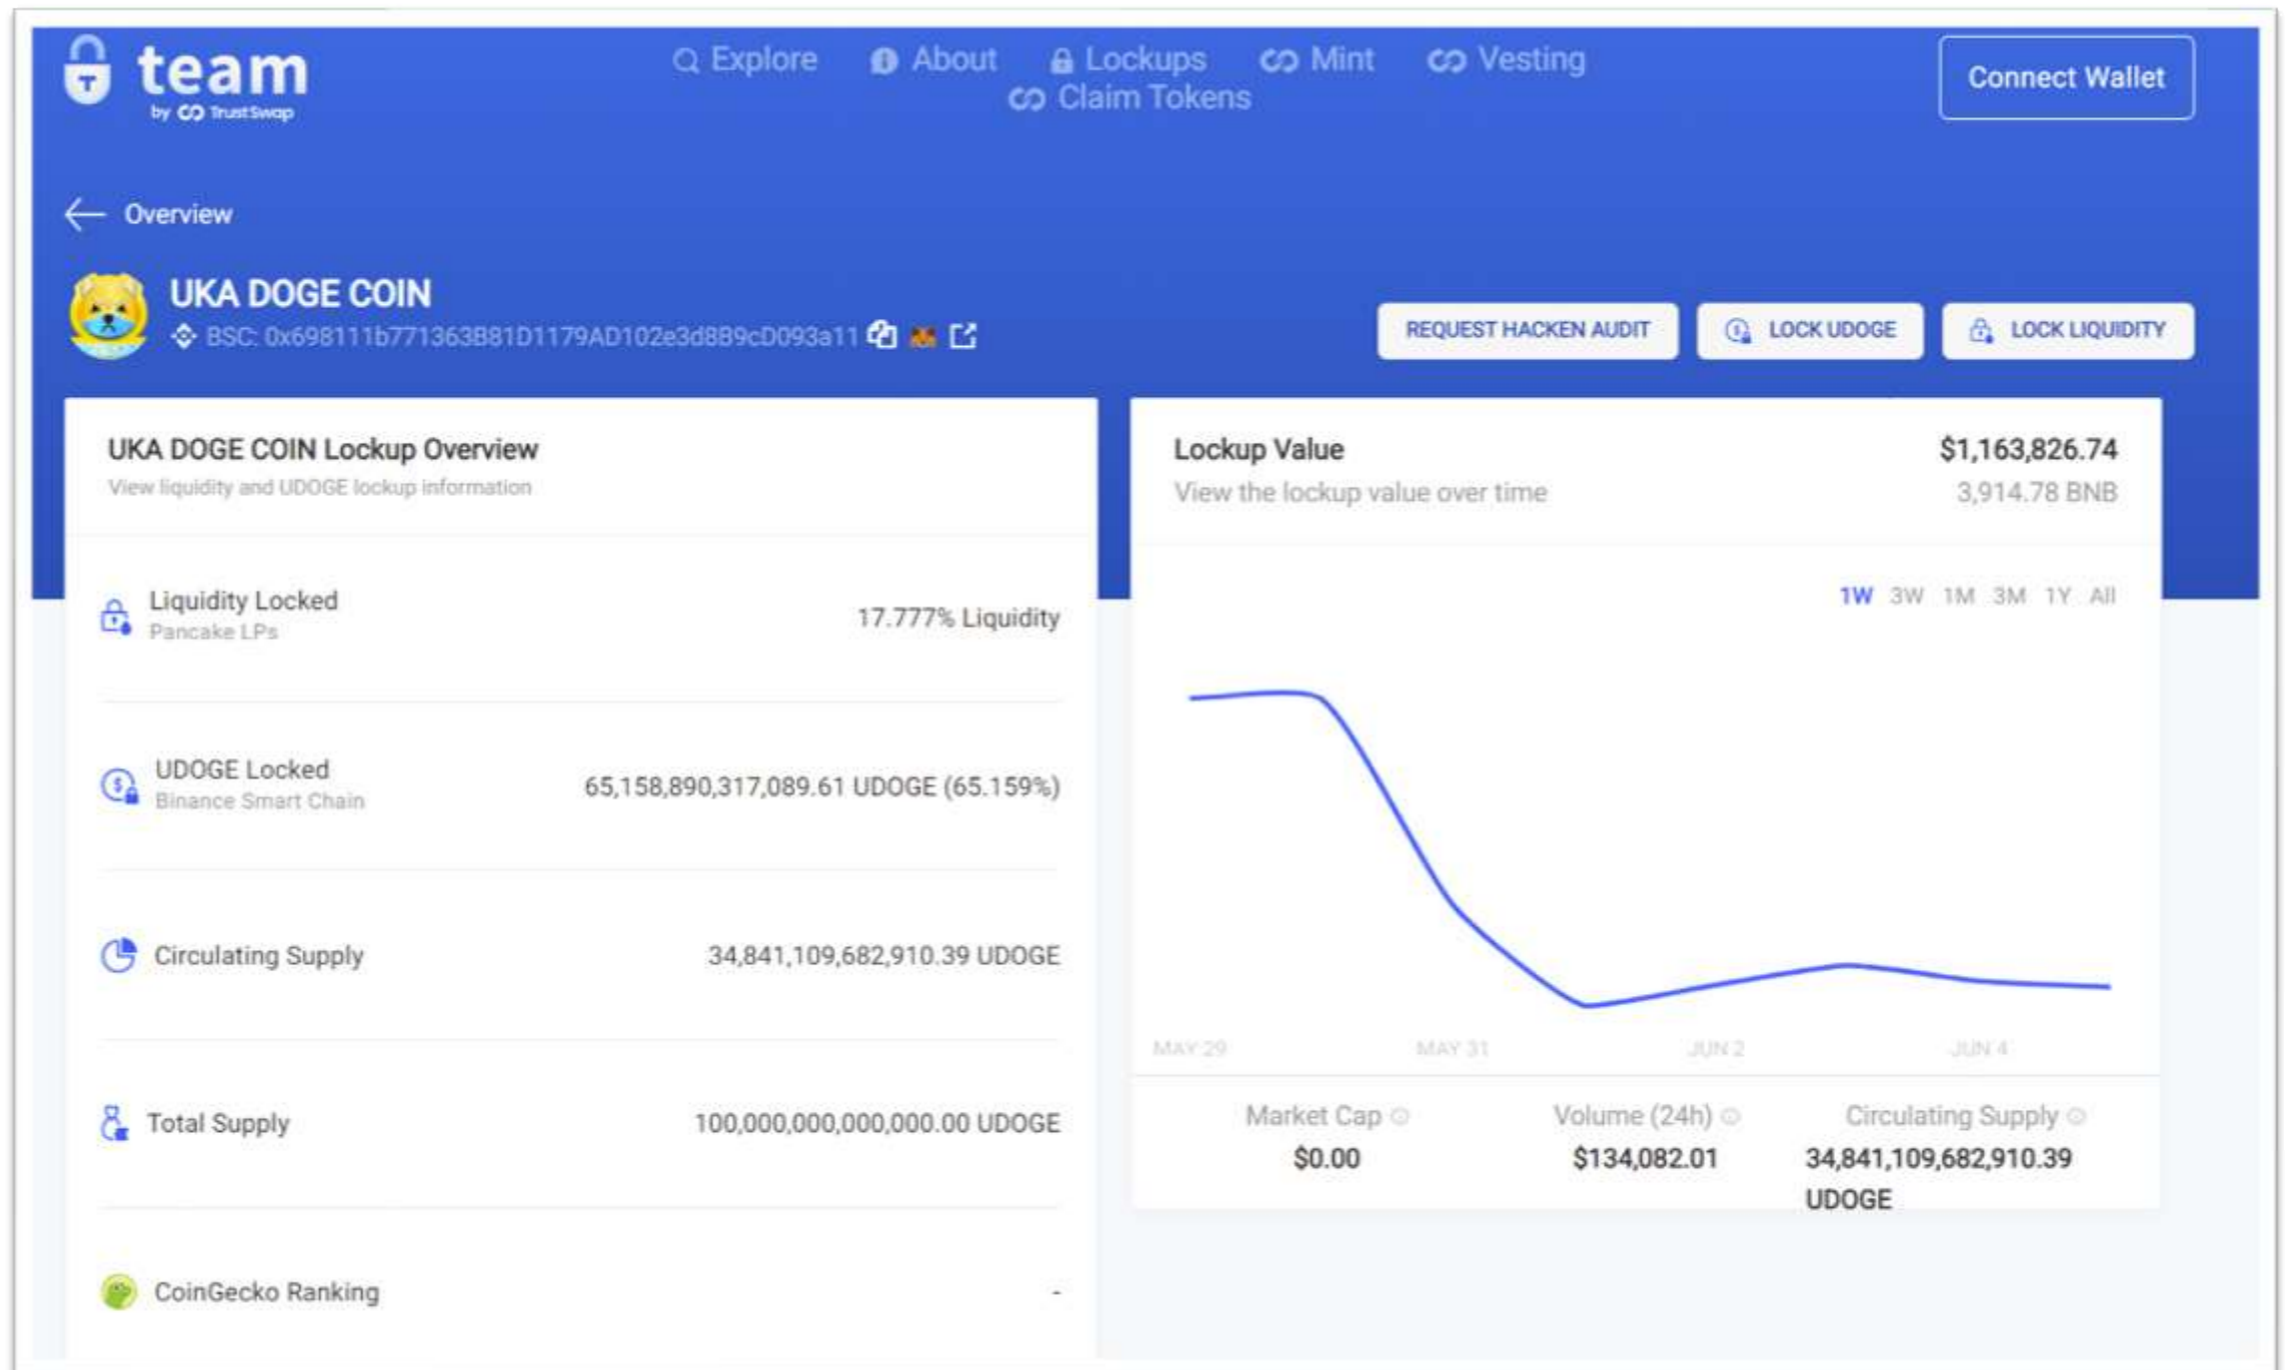 team
by TrustSwap
Explore About Lockups Mint Vesting
Claim Tokens
Connect Wallet
Overview
UKA DOGE COIN
BSC: 0x698111b771363B81D1179AD102e3d8B9cD093a11
REQUEST HACKEN AUDIT
LOCK UDOGE
LOCK LIQUIDITY
UKA DOGE COIN Lockup Overview
View liquidity and UDOGE lockup information
Liquidity Locked
Pancake LPs
17.777% Liquidity
UDOGE Locked
Binance Smart Chain
65,158,890,317,089.61 UDOGE (65.159%)
Circulating Supply
34,841,109,682,910.39 UDOGE
Total Supply
100,000,000,000,000.00 UDOGE
CoinGecko Ranking
-
Lockup Value
$1,163,826.74
View the lockup value over time
3,914.78 BNB
1W 3W 1M 3M 1Y All
MAY 29 MAY 31 JUN 2 JUN 4
Market Cap
$0.00
Volume (24h)
$134,082.01
Circulating Supply
34,841,109,682,910.39
UDOGE